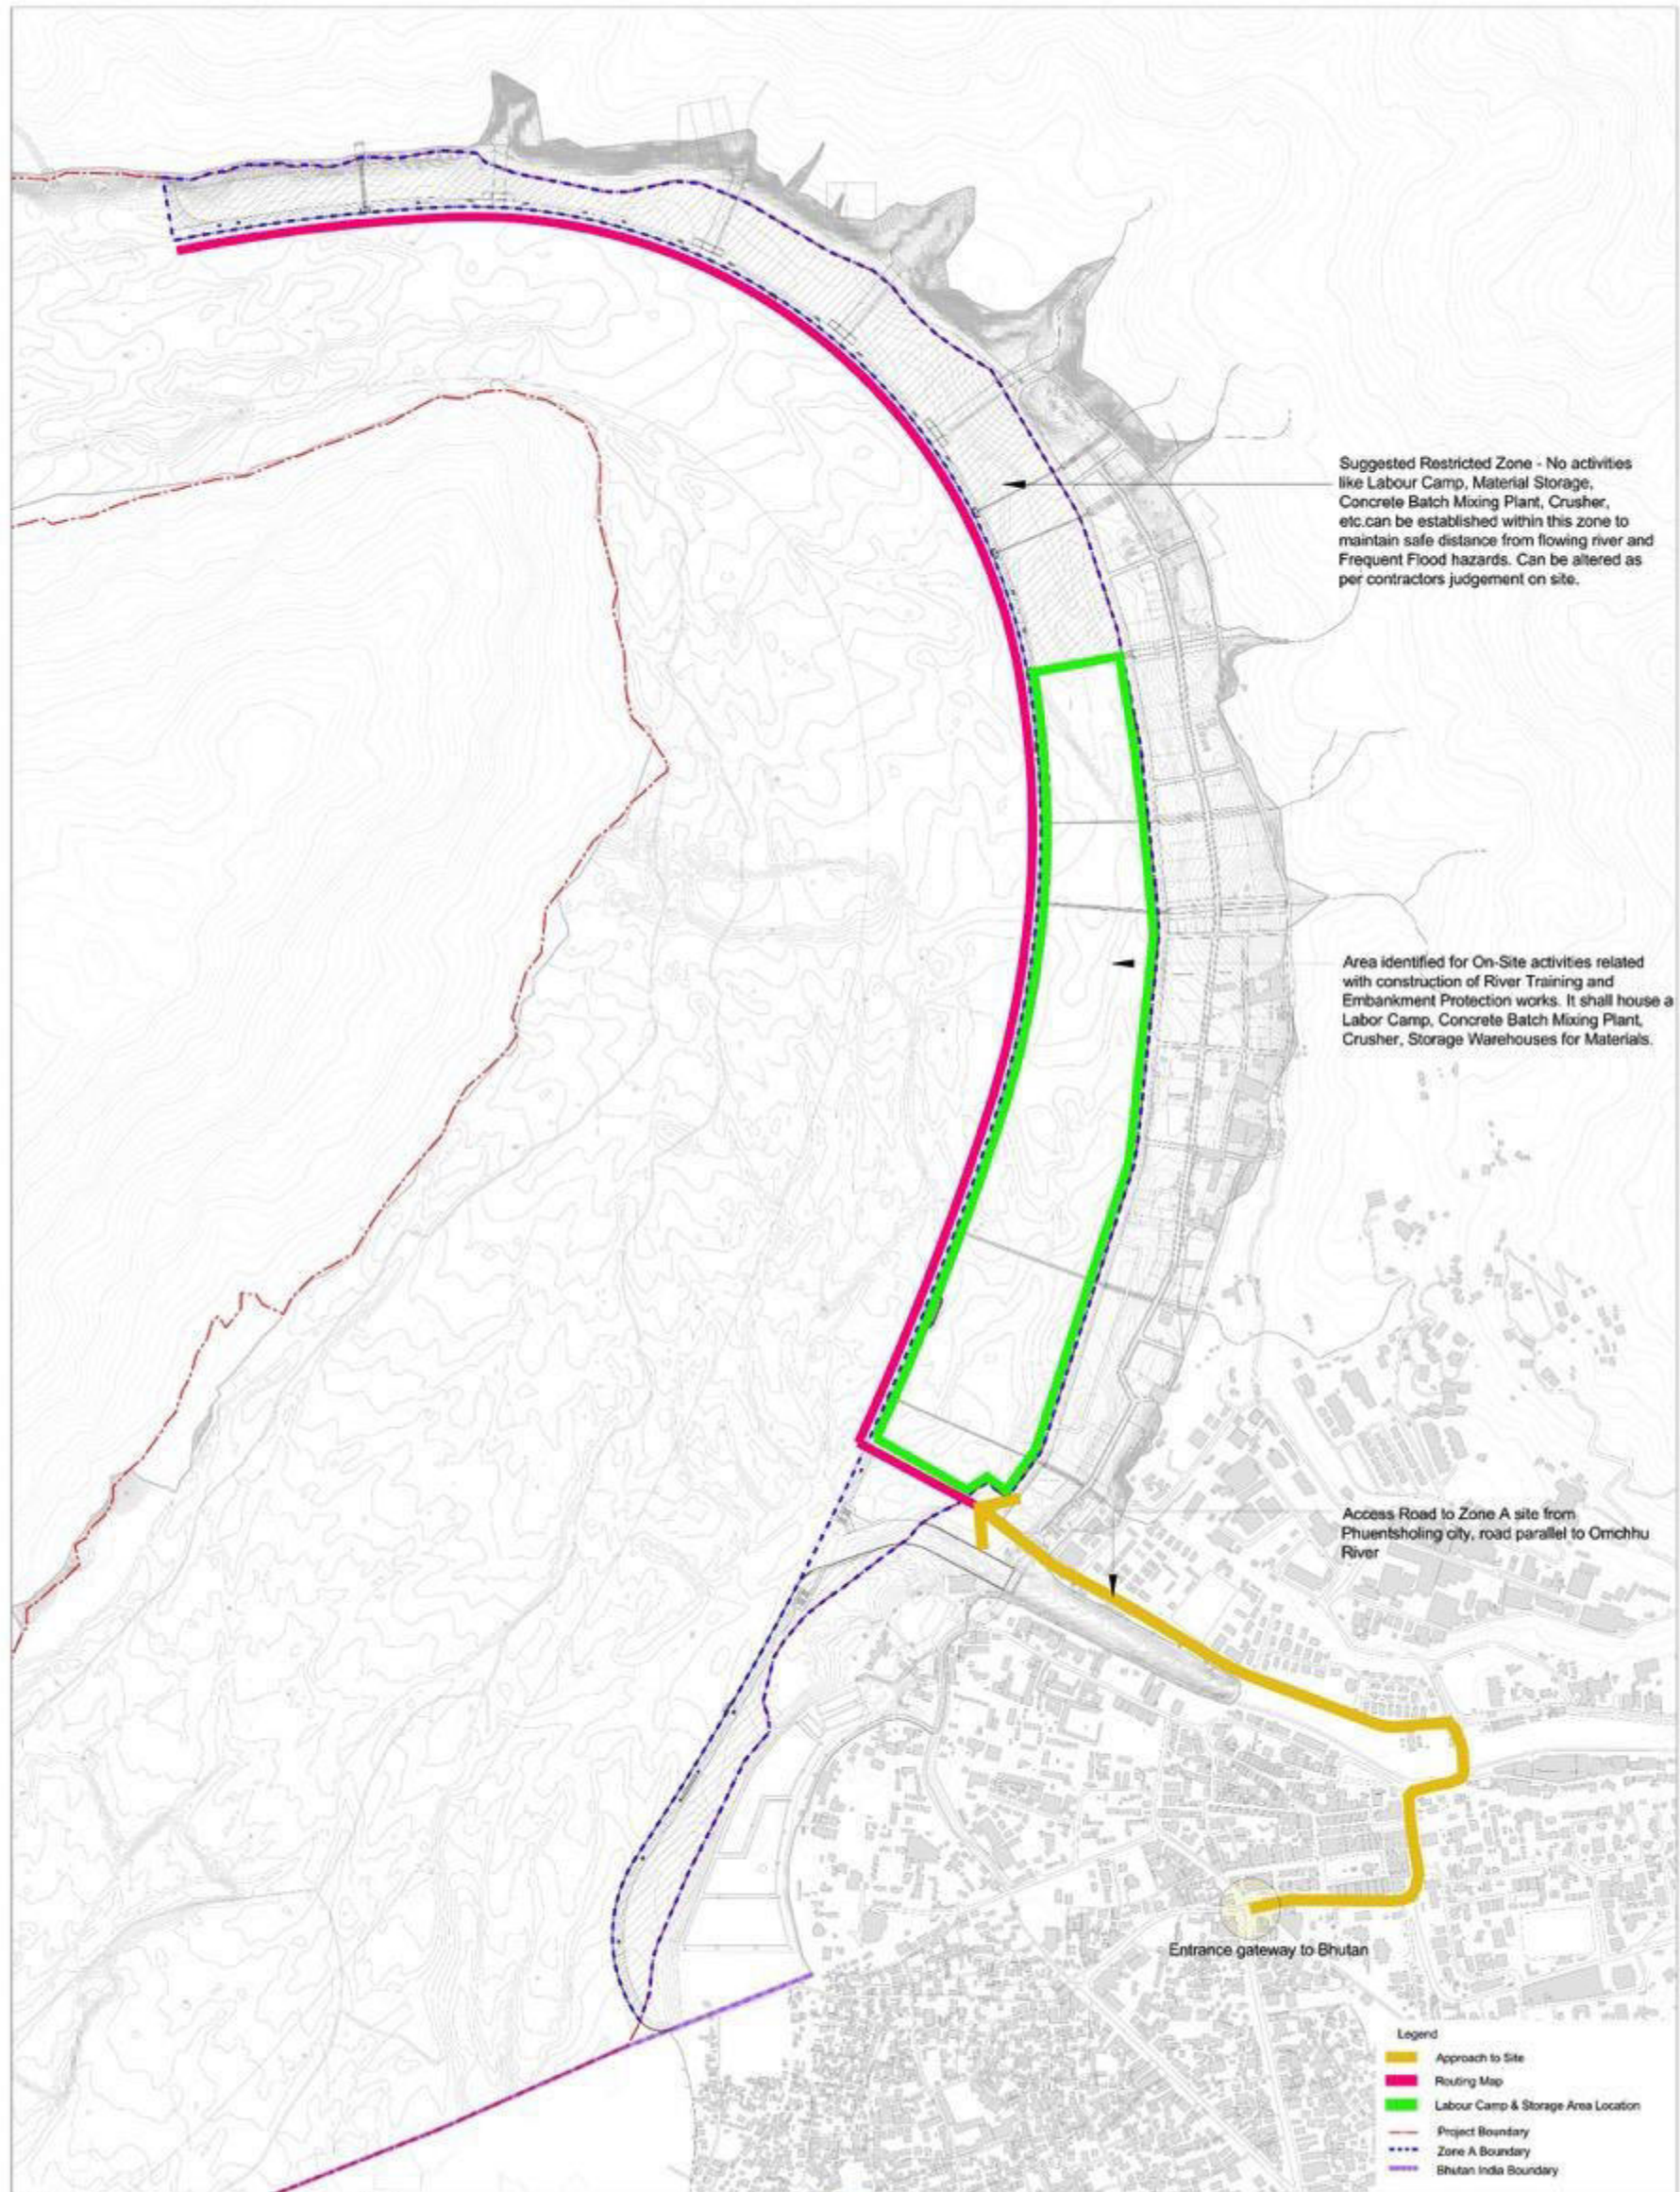 Suggested Restricted Zone - No activities
like Labour Camp, Material Storage,
Concrete Batch Mixing Plant, Crusher,
etc.can be established within this zone to
maintain safe distance from flowing river and
Frequent Flood hazards. Can be altered as
per contractors judgement on site.
Area identified for On-Site activities related
with construction of River Training and
Embankment Protection works. It shall house a
Labor Camp, Concrete Batch Mixing Plant,
Crusher, Storage Warehouses for Materials.
Access Road to Zone A site from
Phuentsholing city, road parallel to Omchhu
River
Entrance gateway to Bhutan
Legend
Approach to Site
Routing Map
Labour Camp & Storage Area Location
Project Boundary
Zone A Boundary
Bhutan India Boundary